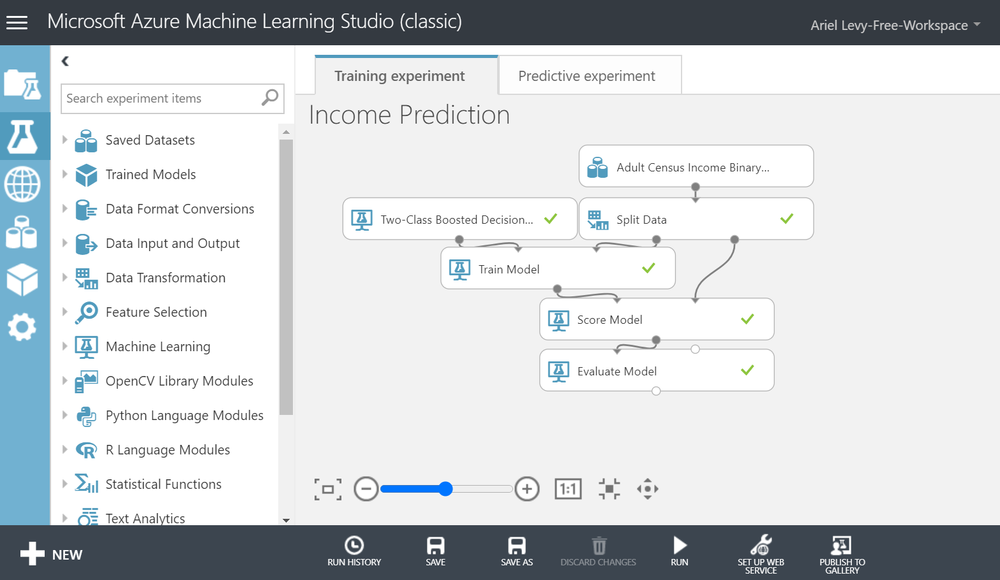 Microsoft Azure Machine Learning Studio (classic)
Ariel Levy-Free-Workspace
Search experiment items
Saved Datasets
Trained Models
Data Format Conversions
Data Input and Output
Data Transformation
Feature Selection
Machine Learning
OpenCV Library Modules
Python Language Modules
R Language Modules
Statistical Functions
Text Analytics
Training experiment
Predictive experiment
Income Prediction
Adult Census Income Binary...
Two-Class Boosted Decision...
Split Data
Train Model
Score Model
Evaluate Model
1:1
NEW
RUN HISTORY
SAVE
SAVE AS
DISCARD CHANGES
RUN
SET UP WEB
SERVICE
PUBLISH TO
GALLERY